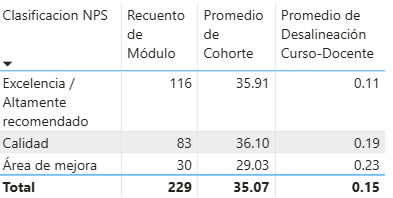 Clasificacion NPS Recuento de Módulo Promedio de Cohorte Promedio de Desalineación Curso-Docente
Excelencia / Altamente recomendado 116 35.91 0.11
Calidad 83 36.10 0.19
Área de mejora 30 29.03 0.23
Total 229 35.07 0.15